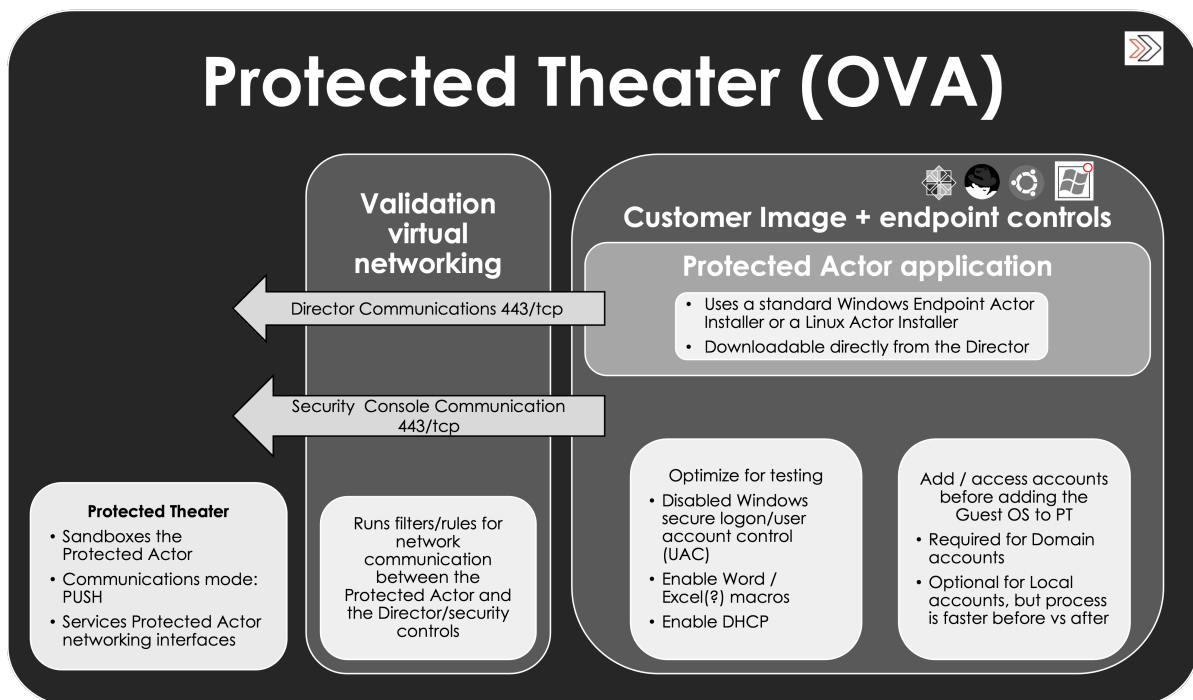 Protected Theater (OVA)
Validation
virtual
networking
Customer Image + endpoint controls
Protected Actor application
• Uses a standard Windows Endpoint Actor
Installer or a Linux Actor Installer
• Downloadable directly from the Director
Director Communications 443/tcp
Security  Console Communication
443/tcp
Protected Theater
• Sandboxes the
Protected Actor
• Communications mode:
PUSH
• Services Protected Actor
networking interfaces
Runs filters/rules for
network
communication
between the
Protected Actor and
the Director/security
controls
Optimize for testing
• Disabled Windows
secure logon/user
account control
(UAC)
• Enable Word /
Excel(?) macros
• Enable DHCP
Add / access accounts
before adding the
Guest OS to PT
• Required for Domain
accounts
• Optional for Local
accounts, but process
is faster before vs after